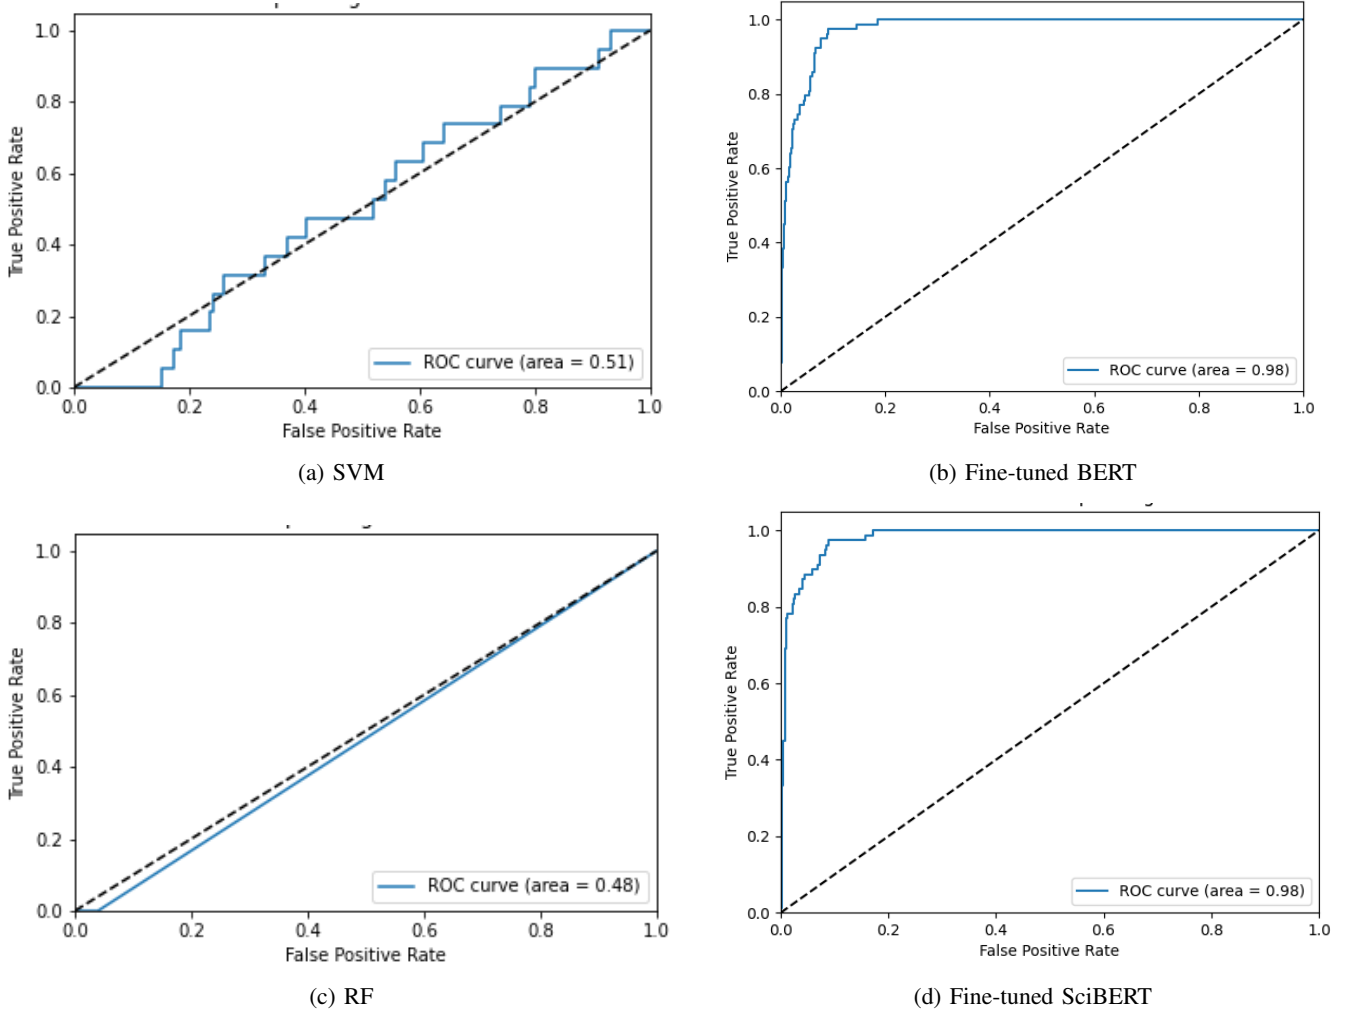 1.0
0.8
0.6
0.4
0.2
0.0
0.0 0.2 0.4 0.6 0.8 1.0
True Positive Rate
False Positive Rate
ROC curve (area = 0.51)
(a) SVM
1.0
0.8
0.6
0.4
0.2
0.0
0.0 0.2 0.4 0.6 0.8 1.0
True Positive Rate
False Positive Rate
ROC curve (area = 0.98)
(b) Fine-tuned BERT
1.0
0.8
0.6
0.4
0.2
0.0
0.0 0.2 0.4 0.6 0.8 1.0
True Positive Rate
False Positive Rate
ROC curve (area = 0.48)
(c) RF
1.0
0.8
0.6
0.4
0.2
0.0
0.0 0.2 0.4 0.6 0.8 1.0
True Positive Rate
False Positive Rate
ROC curve (area = 0.98)
(d) Fine-tuned SciBERT